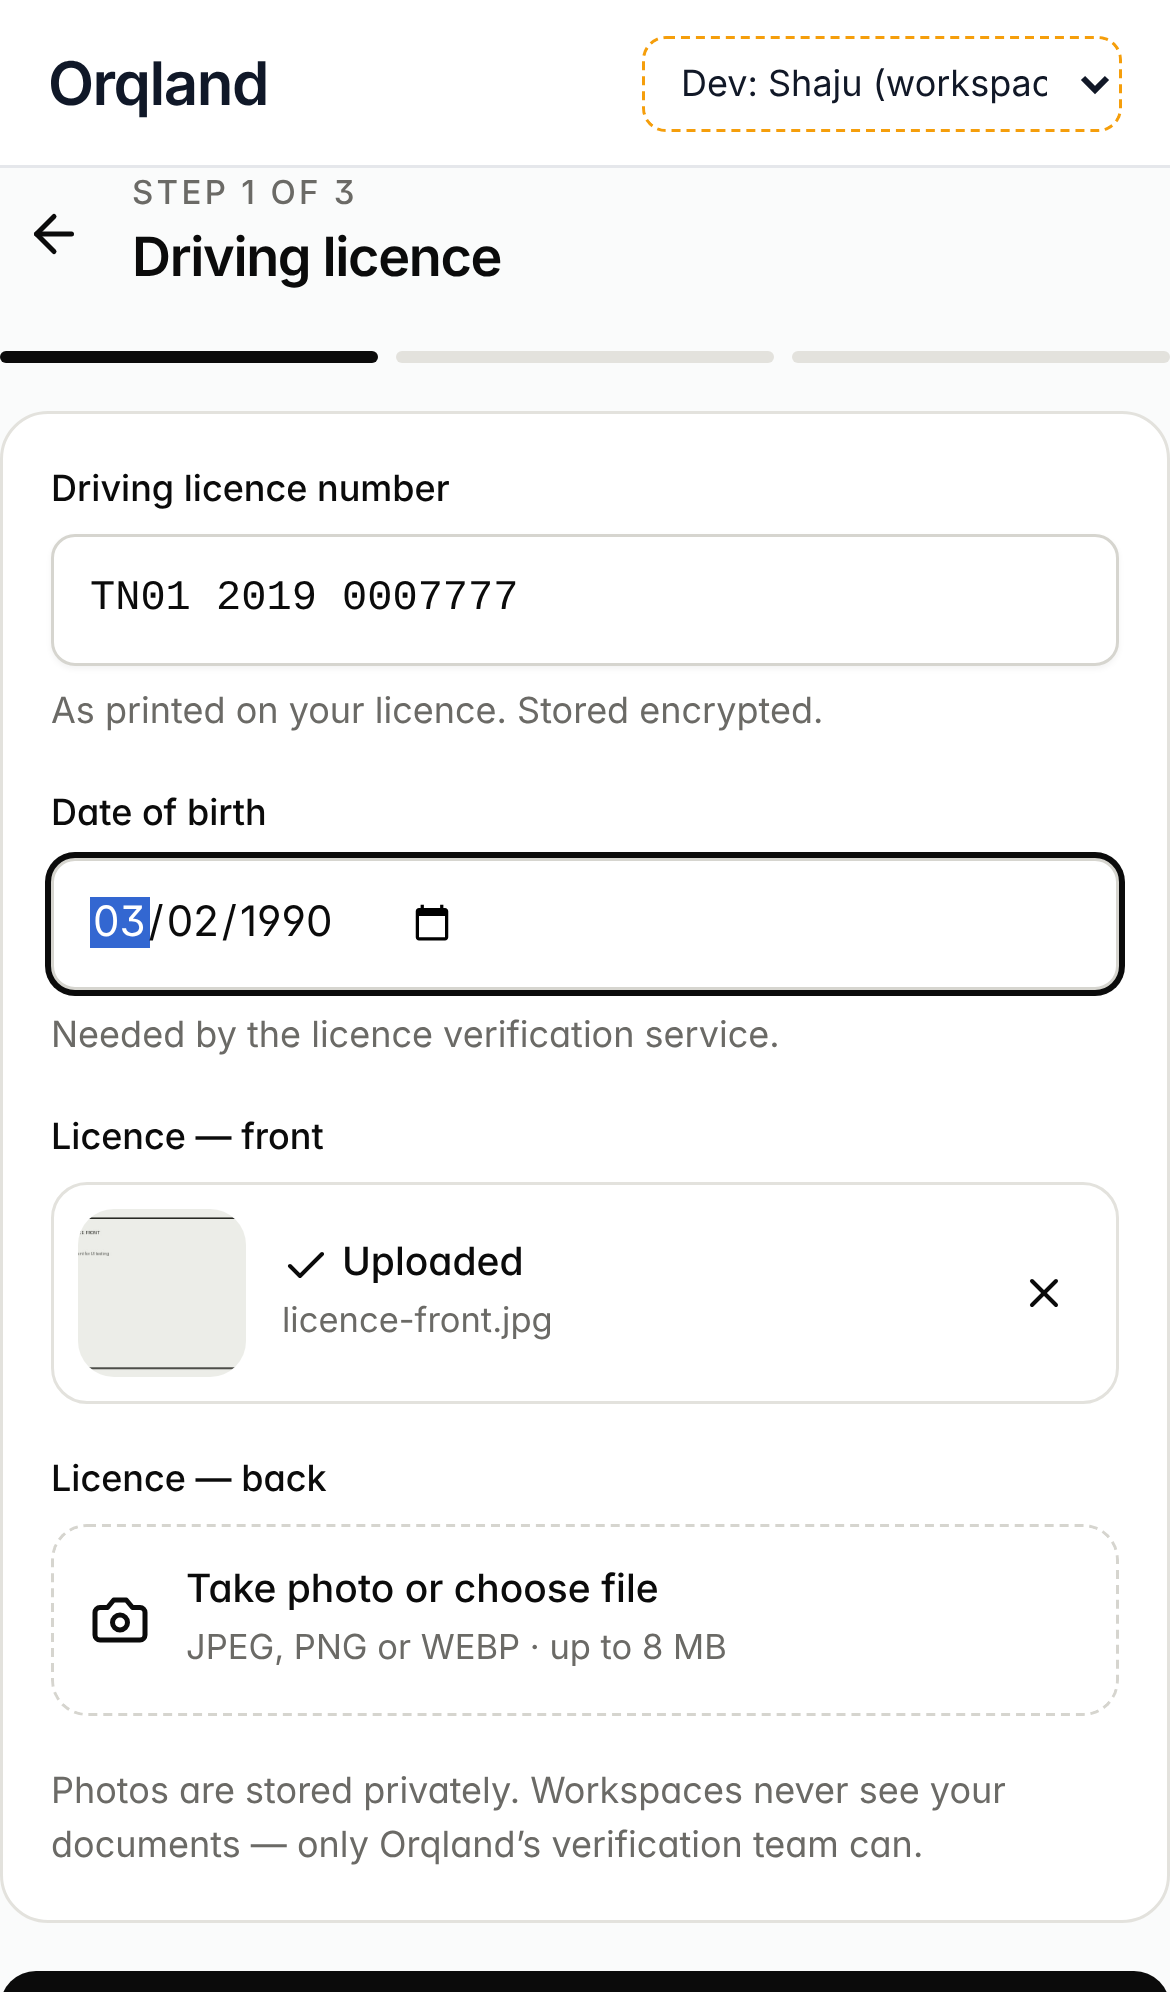 Orqland
Dev: Shaju (workspac
STEP 1 OF 3
Driving licence
Driving licence number
TN01 2019 0007777
As printed on your licence. Stored encrypted.
Date of birth
03/02/1990
Needed by the licence verification service.
Licence — front
Uploaded
licence-front.jpg
Licence — back
Take photo or choose file
JPEG, PNG or WEBP · up to 8 MB
Photos are stored privately. Workspaces never see your
documents — only Orqland’s verification team can.